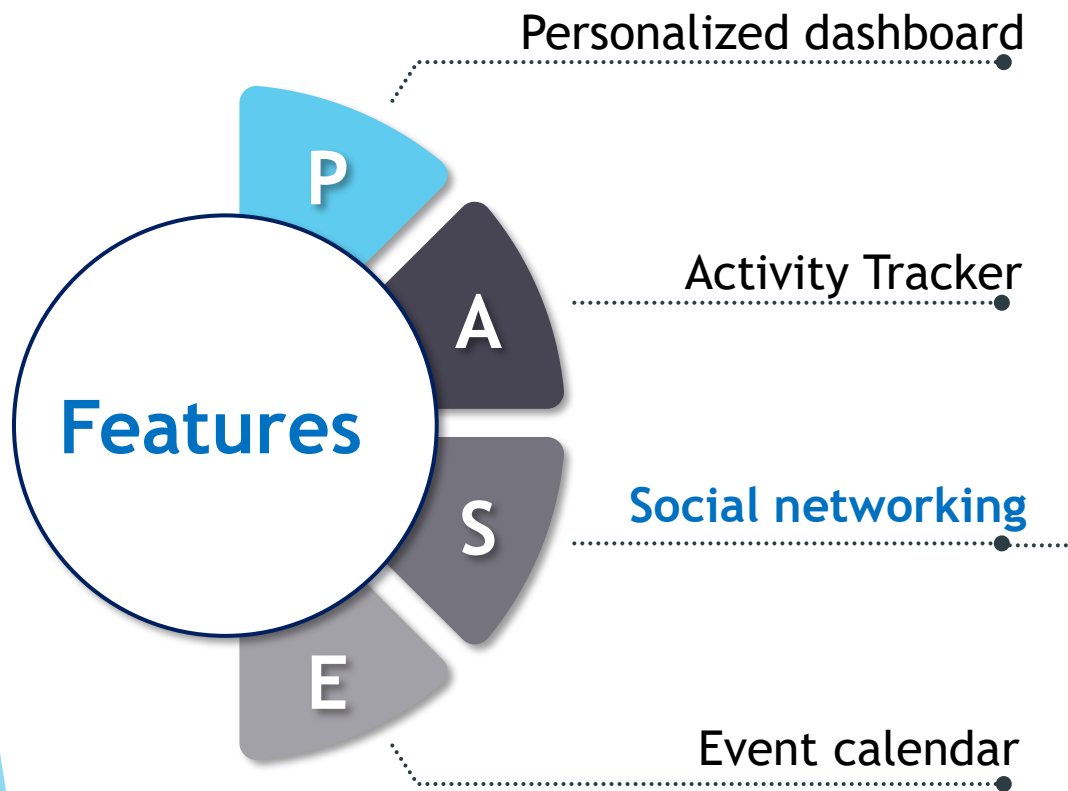 Personalized dashboard
P
Activity Tracker
A
Features
Social networking
S
E
Event calendar